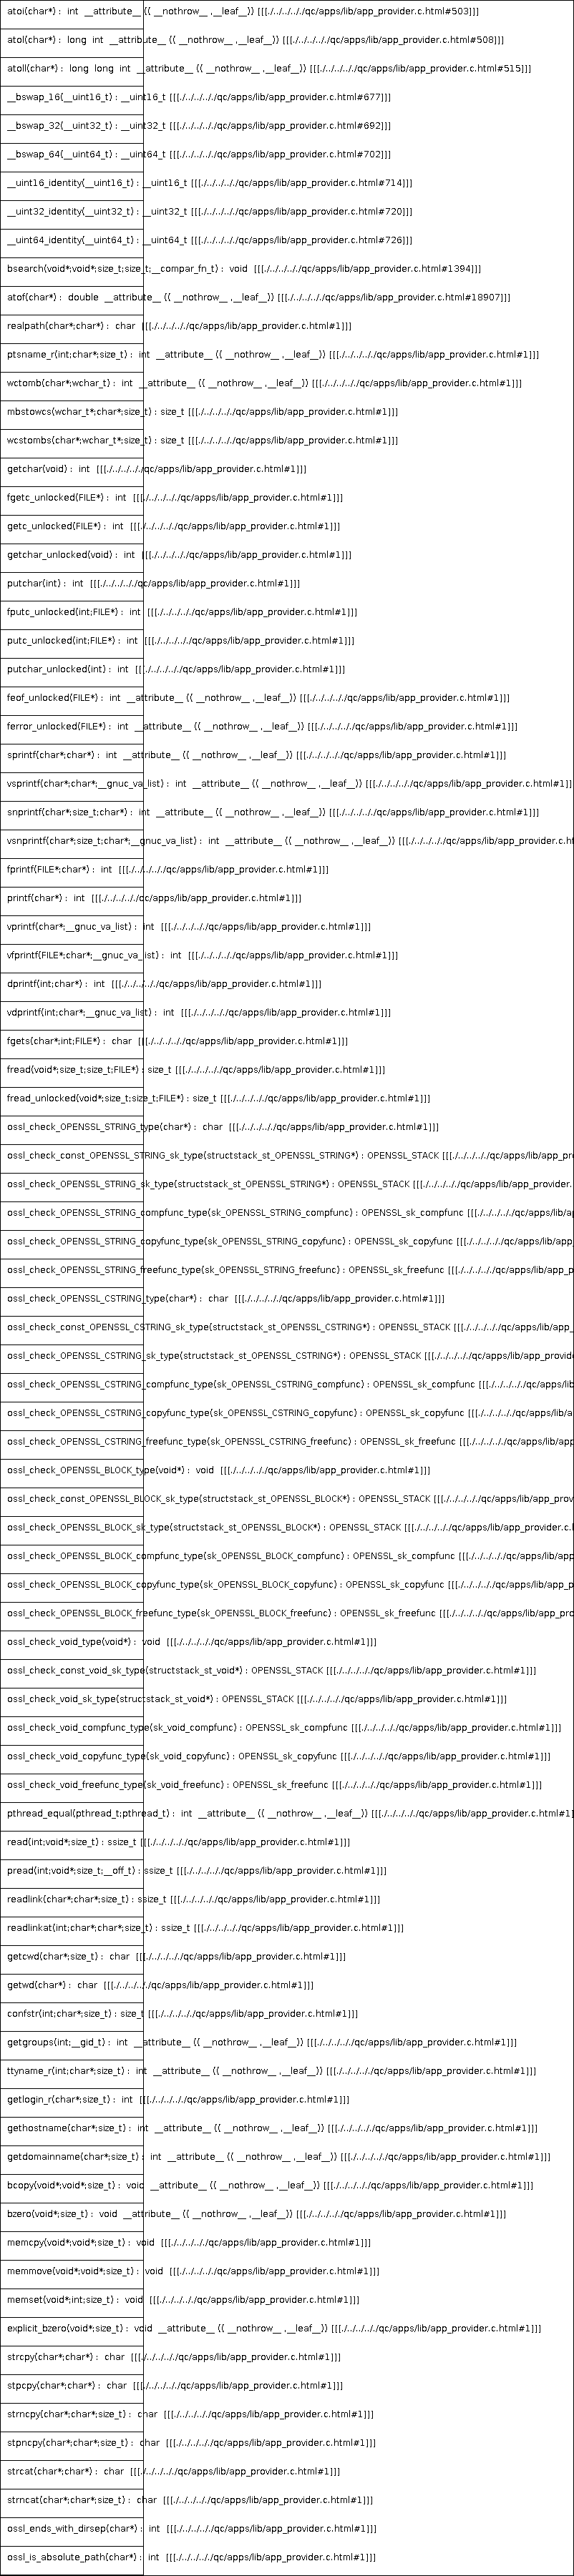 atoi(char*) : int __attribute__ (( __nothrow__ ,__leaf__)) [[[./../../../qc/apps/lib/app_provider.c.html#503]]]
atol(char*) : long int __attribute__ (( __nothrow__ ,__leaf__)) [[[./../../../qc/apps/lib/app_provider.c.html#508]]]
atoll(char*) : long long int __attribute__ (( __nothrow__ ,__leaf__)) [[[./../../../qc/apps/lib/app_provider.c.html#515]]]
__bswap_16(__uint16_t) : __uint16_t [[[./../../../qc/apps/lib/app_provider.c.html#677]]]
__bswap_32(__uint32_t) : __uint32_t [[[./../../../qc/apps/lib/app_provider.c.html#692]]]
__bswap_64(__uint64_t) : __uint64_t [[[./../../../qc/apps/lib/app_provider.c.html#702]]]
__uint16_identity(__uint16_t) : __uint16_t [[[./../../.././qc/apps/lib/app_provider.c.html#714]]]
__uint32_identity(__uint32_t) : __uint32_t [[[./../../.././qc/apps/lib/app_provider.c.html#720]]]
__uint64_identity(__uint64_t) : __uint64_t [[[./../../.././qc/apps/lib/app_provider.c.html#726]]]
bsearch(void*;void*;size_t;size_t;__compar_fn_t) : void [[[./../../.././qc/apps/lib/app_provider.c.html#1394]]]
atof(char*) : double __attribute__ (( __nothrow__ ,__leaf__)) [[[./../../.././qc/apps/lib/app_provider.c.html#18907]]]
realpath(char*;char*) : char [[[./../../.././qc/apps/lib/app_provider.c.html#1]]]
ptsname_r(int;char*;size_t) : int __attribute__ (( __nothrow__ ,__leaf__)) [[[./../../.././qc/apps/lib/app_provider.c.html#1]]]
wctomb(char*;wchar_t) : int __attribute__ (( __nothrow__ ,__leaf__)) [[[./../../.././qc/apps/lib/app_provider.c.html#1]]]
mbstowcs(wchar_t*;char*;size_t) : size_t [[[./../../.././qc/apps/lib/app_provider.c.html#1]]]
wcstombs(char*;wchar_t*;size_t) : size_t [[[./../../.././qc/apps/lib/app_provider.c.html#1]]]
getchar(void) : int [[[./../../.././qc/apps/lib/app_provider.c.html#1]]]
fgetc_unlocked(FILE*) : int [[[./../../.././qc/apps/lib/app_provider.c.html#1]]]
getc_unlocked(FILE*) : int [[[./../../.././qc/apps/lib/app_provider.c.html#1]]]
getchar_unlocked(void) : int [[[./../../.././qc/apps/lib/app_provider.c.html#1]]]
putchar(int) : int [[[./../../.././qc/apps/lib/app_provider.c.html#1]]]
fputc_unlocked(int;FILE*) : int [[[./../../.././qc/apps/lib/app_provider.c.html#1]]]
putc_unlocked(int;FILE*) : int [[[./../../.././qc/apps/lib/app_provider.c.html#1]]]
putchar_unlocked(int) : int [[[./../../.././qc/apps/lib/app_provider.c.html#1]]]
feof_unlocked(FILE*) : int __attribute__ (( __nothrow__ ,__leaf__)) [[[./../../.././qc/apps/lib/app_provider.c.html#1]]]
ferror_unlocked(FILE*) : int __attribute__ (( __nothrow__ ,__leaf__)) [[[./../../.././qc/apps/lib/app_provider.c.html#1]]]
sprintf(char*;char*) : int __attribute__ (( __nothrow__ ,__leaf__)) [[[./../../.././qc/apps/lib/app_provider.c.html#1]]]
vsprintf(char*;char*;__gnuc_va_list) : int __attribute__ (( __nothrow__ ,__leaf__)) [[[./../../.././qc/apps/lib/app_provider.c.html#1]]]
snprintf(char*;size_t;char*) : int __attribute__ (( __nothrow__ ,__leaf__)) [[[./../../.././qc/apps/lib/app_provider.c.html#1]]]
vsnprintf(char*;size_t;char*;__gnuc_va_list) : int __attribute__ (( __nothrow__ ,__leaf__)) [[[./../../.././qc/apps/lib/app_provider.c.ht
fprintf(FILE*;char*) : int [[[./../../.././qc/apps/lib/app_provider.c.html#1]]]
printf(char*) : int [[[./../../.././qc/apps/lib/app_provider.c.html#1]]]
vprintf(char*;__gnuc_va_list) : int [[[./../../.././qc/apps/lib/app_provider.c.html#1]]]
vfprintf(FILE*;char*;__gnuc_va_list) : int [[[./../../.././qc/apps/lib/app_provider.c.html#1]]]
dprintf(int;char*) : int [[[./../../.././qc/apps/lib/app_provider.c.html#1]]]
vdprintf(int;char*;__gnuc_va_list) : int [[[./../../.././qc/apps/lib/app_provider.c.html#1]]]
fgets(char*;int;FILE*) : char [[[./../../.././qc/apps/lib/app_provider.c.html#1]]]
fread(void*;size_t;size_t;FILE*) : size_t [[[./../../.././qc/apps/lib/app_provider.c.html#1]]]
fread_unlocked(void*;size_t;size_t;FILE*) : size_t [[[./../../.././qc/apps/lib/app_provider.c.html#1]]]
ossl_check_OPENSSL_STRING_type(char*) : char [[[./../../.././qc/apps/lib/app_provider.c.html#1]]]
ossl_check_const_OPENSSL_STRING_sk_type(structstack_st_OPENSSL_STRING*) : OPENSSL_STACK [[[./../../.././qc/apps/lib/app_pro
ossl_check_OPENSSL_STRING_sk_type(structstack_st_OPENSSL_STRING*) : OPENSSL_STACK [[[./../../.././qc/apps/lib/app_provider.
ossl_check_OPENSSL_STRING_compfunc_type(sk_OPENSSL_STRING_compfunc) : OPENSSL_sk_compfunc [[[./../../.././qc/apps/lib/a
ossl_check_OPENSSL_STRING_copyfunc_type(sk_OPENSSL_STRING_copyfunc) : OPENSSL_sk_copyfunc [[[./../../.././qc/apps/lib/app_
ossl_check_OPENSSL_STRING_freefunc_type(sk_OPENSSL_STRING_freefunc) : OPENSSL_sk_freefunc [[[./../../.././qc/apps/lib/app_p
ossl_check_OPENSSL_CSTRING_type(char*) : char [[[./../../.././qc/apps/lib/app_provider.c.html#1]]]
ossl_check_const_OPENSSL_CSTRING_sk_type(structstack_st_OPENSSL_CSTRING*) : OPENSSL_STACK [[[./../../.././qc/apps/lib/app_
ossl_check_OPENSSL_CSTRING_sk_type(structstack_st_OPENSSL_CSTRING*) : OPENSSL_STACK [[[./../../.././qc/apps/lib/app_provide
ossl_check_OPENSSL_CSTRING_compfunc_type(sk_OPENSSL_CSTRING_compfunc) : OPENSSL_sk_compfunc [[[./../../.././qc/apps/lib
ossl_check_OPENSSL_CSTRING_copyfunc_type(sk_OPENSSL_CSTRING_copyfunc) : OPENSSL_sk_copyfunc [[[./../../.././qc/apps/lib/a
ossl_check_OPENSSL_CSTRING_freefunc_type(sk_OPENSSL_CSTRING_freefunc) : OPENSSL_sk_freefunc [[[./../../.././qc/apps/lib/app
ossl_check_OPENSSL_BLOCK_type(void*) : void [[[./../../.././qc/apps/lib/app_provider.c.html#1]]]
ossl_check_const_OPENSSL_BLOCK_sk_type(structstack_st_OPENSSL_BLOCK*) : OPENSSL_STACK [[[./../../.././qc/apps/lib/app_prov
ossl_check_OPENSSL_BLOCK_sk_type(structstack_st_OPENSSL_BLOCK*) : OPENSSL_STACK [[[./../../.././qc/apps/lib/app_provider.c.
ossl_check_OPENSSL_BLOCK_compfunc_type(sk_OPENSSL_BLOCK_compfunc) : OPENSSL_sk_compfunc [[[./../../.././qc/apps/lib/app
ossl_check_OPENSSL_BLOCK_copyfunc_type(sk_OPENSSL_BLOCK_copyfunc) : OPENSSL_sk_copyfunc [[[./../../.././qc/apps/lib/app_p
ossl_check_OPENSSL_BLOCK_freefunc_type(sk_OPENSSL_BLOCK_freefunc) : OPENSSL_sk_freefunc [[[./../../.././qc/apps/lib/app_pro
ossl_check_void_type(void*) : void [[[./../../.././qc/apps/lib/app_provider.c.html#1]]]
ossl_check_const_void_sk_type(structstack_st_void*) : OPENSSL_STACK [[[./../../.././qc/apps/lib/app_provider.c.html#1]]]
ossl_check_void_sk_type(structstack_st_void*) : OPENSSL_STACK [[[./../../.././qc/apps/lib/app_provider.c.html#1]]]
ossl_check_void_compfunc_type(sk_void_compfunc) : OPENSSL_sk_compfunc [[[./../../.././qc/apps/lib/app_provider.c.html#1]]]
ossl_check_void_copyfunc_type(sk_void_copyfunc) : OPENSSL_sk_copyfunc [[[./../../.././qc/apps/lib/app_provider.c.html#1]]]
ossl_check_void_freefunc_type(sk_void_freefunc) : OPENSSL_sk_freefunc [[[./../../.././qc/apps/lib/app_provider.c.html#1]]]
pthread_equal(pthread_t;pthread_t) : int __attribute__ (( __nothrow__ ,__leaf__)) [[[./../../.././qc/apps/lib/app_provider.c.html#1]
read(int;void*;size_t) : ssize_t [[[./../../.././qc/apps/lib/app_provider.c.html#1]]]
pread(int;void*;size_t;__off_t) : ssize_t [[[./../../.././qc/apps/lib/app_provider.c.html#1]]]
readlink(char*;char*;size_t) : ssize_t [[[./../../.././qc/apps/lib/app_provider.c.html#1]]]
readlinkat(int;char*;char*;size_t) : ssize_t [[[./../../.././qc/apps/lib/app_provider.c.html#1]]]
getcwd(char*;size_t) : char [[[./../../.././qc/apps/lib/app_provider.c.html#1]]]
getwd(char*) : char [[[./../../.././qc/apps/lib/app_provider.c.html#1]]]
confstr(int;char*;size_t) : size_t [[[./../../.././qc/apps/lib/app_provider.c.html#1]]]
getgroups(int;__gid_t) : int __attribute__ (( __nothrow__ ,__leaf__)) [[[./../../.././qc/apps/lib/app_provider.c.html#1]]]
ttyname_r(int;char*;size_t) : int __attribute__ (( __nothrow__ ,__leaf__)) [[[./../../.././qc/apps/lib/app_provider.c.html#1]]]
getlogin_r(char*;size_t) : int [[[./../../.././qc/apps/lib/app_provider.c.html#1]]]
gethostname(char*;size_t) : int __attribute__ (( __nothrow__ ,__leaf__)) [[[./../../.././qc/apps/lib/app_provider.c.html#1]]]
getdomainname(char*;size_t) : int __attribute__ (( __nothrow__ ,__leaf__)) [[[./../../.././qc/apps/lib/app_provider.c.html#1]]]
bcopy(void*;void*;size_t) : void __attribute__ (( __nothrow__ ,__leaf__)) [[[./../../.././qc/apps/lib/app_provider.c.html#1]]]
bzero(void*;size_t) : void __attribute__ (( __nothrow__ ,__leaf__)) [[[./../../.././qc/apps/lib/app_provider.c.html#1]]]
memcpy(void*;void*;size_t) : void [[[./../../.././qc/apps/lib/app_provider.c.html#1]]]
memmove(void*;void*;size_t) : void [[[./../../.././qc/apps/lib/app_provider.c.html#1]]]
memset(void*;int;size_t) : void [[[./../../.././qc/apps/lib/app_provider.c.html#1]]]
explicit_bzero(void*;size_t) : void __attribute__ (( __nothrow__ ,__leaf__)) [[[./../../.././qc/apps/lib/app_provider.c.html#1]]]
strcpy(char*;char*) : char [[[./../../.././qc/apps/lib/app_provider.c.html#1]]]
stpcpy(char*;char*) : char [[[./../../.././qc/apps/lib/app_provider.c.html#1]]]
strncpy(char*;char*;size_t) : char [[[./../../.././qc/apps/lib/app_provider.c.html#1]]]
stpncpy(char*;char*;size_t) : char [[[./../../.././qc/apps/lib/app_provider.c.html#1]]]
strcat(char*;char*) : char [[[./../../.././qc/apps/lib/app_provider.c.html#1]]]
strncat(char*;char*;size_t) : char [[[./../../.././qc/apps/lib/app_provider.c.html#1]]]
ossl_ends_with_dirsep(char*) : int [[[./../../.././qc/apps/lib/app_provider.c.html#1]]]
ossl_is_absolute_path(char*) : int [[[./../../.././qc/apps/lib/app_provider.c.html#1]]]